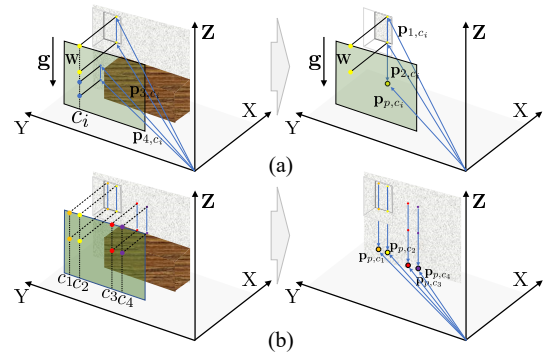 Z
g
w
p3,ci
ci
p4,ci
Y
X
Z
g
w
p1,ci
p2,ci
pp,ci
Y
X
(a)
Z
c1c2
c3c4
Y
X
Z
pp,c1
pp,c2
pp,c4
pp,c3
Y
X
(b)